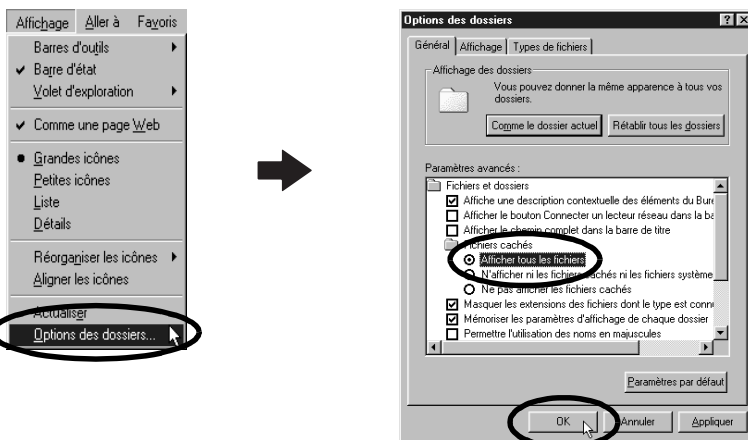 Affichage Aller à Favoris
Barres d'outils
Barre d'état
Volet d'exploration
Comme une page Web
Grandes icônes
Petites icônes
Liste
Détails
Réorganiser les icônes
Aligner les icônes
Actualiser
Options des dossiers...
Options des dossiers
Général Affichage Types de fichiers
Affichage des dossiers
Vous pouvez donner la même apparence à tous vos
dossiers.
Comme le dossier actuel Rétablir tous les dossiers
Paramètres avancés :
Fichiers et dossiers
Affiche une description contextuelle des éléments du Bure
Afficher le bouton Connecter un lecteur réseau dans la ba
Afficher le chemin complet dans la barre de titre
Fichiers cachés
Afficher tous les fichiers
N'afficher ni les fichiers cachés ni les fichiers système
Ne pas afficher les fichiers cachés
Masquer les extensions des fichiers dont le type est connu
Mémoriser les paramètres d'affichage de chaque dossier
Permettre l'utilisation des noms en majuscules
Paramètres par défaut
OK Annuler Appliquer